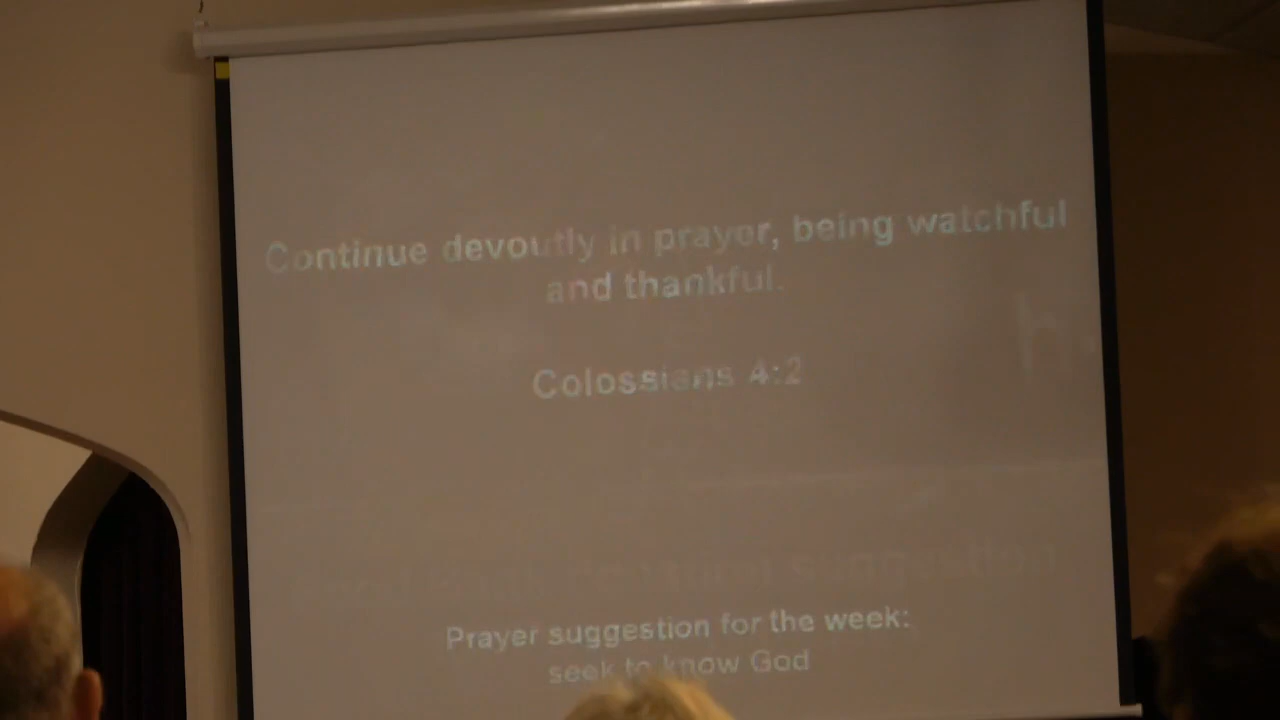 Continue devoutly in prayer, being watchful
and thankful.
Colossians 4:2
suggestion
Prayer suggestion for the week:
seek to know God